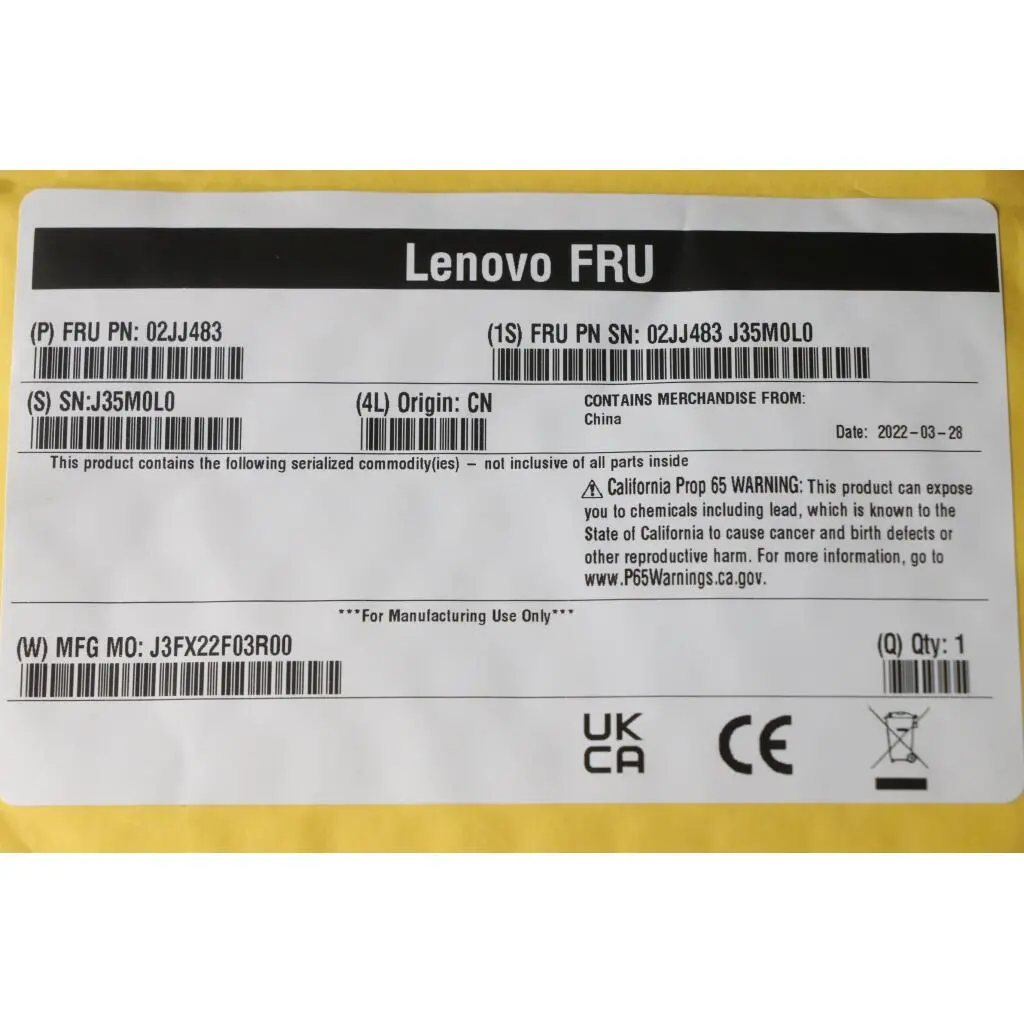 Lenovo FRU
(P) FRU PN: 02JJ483
(1S) FRU PN SN: 02JJ483 J35M0L0
(S) SN:J35M0L0
(4L) Origin: CN
CONTAINS MERCHANDISE FROM:
China
Date: 2022-03-28
This product contains the following serialized commodity(ies) – not inclusive of all parts inside
⚠ California Prop 65 WARNING: This product can expose
you to chemicals including lead, which is known to the
State of California to cause cancer and birth defects or
other reproductive harm. For more information, go to
www.P65Warnings.ca.gov.
***For Manufacturing Use Only***
(W) MFG MO: J3FX22F03R00
(Q) Qty: 1
UK
CA
CE